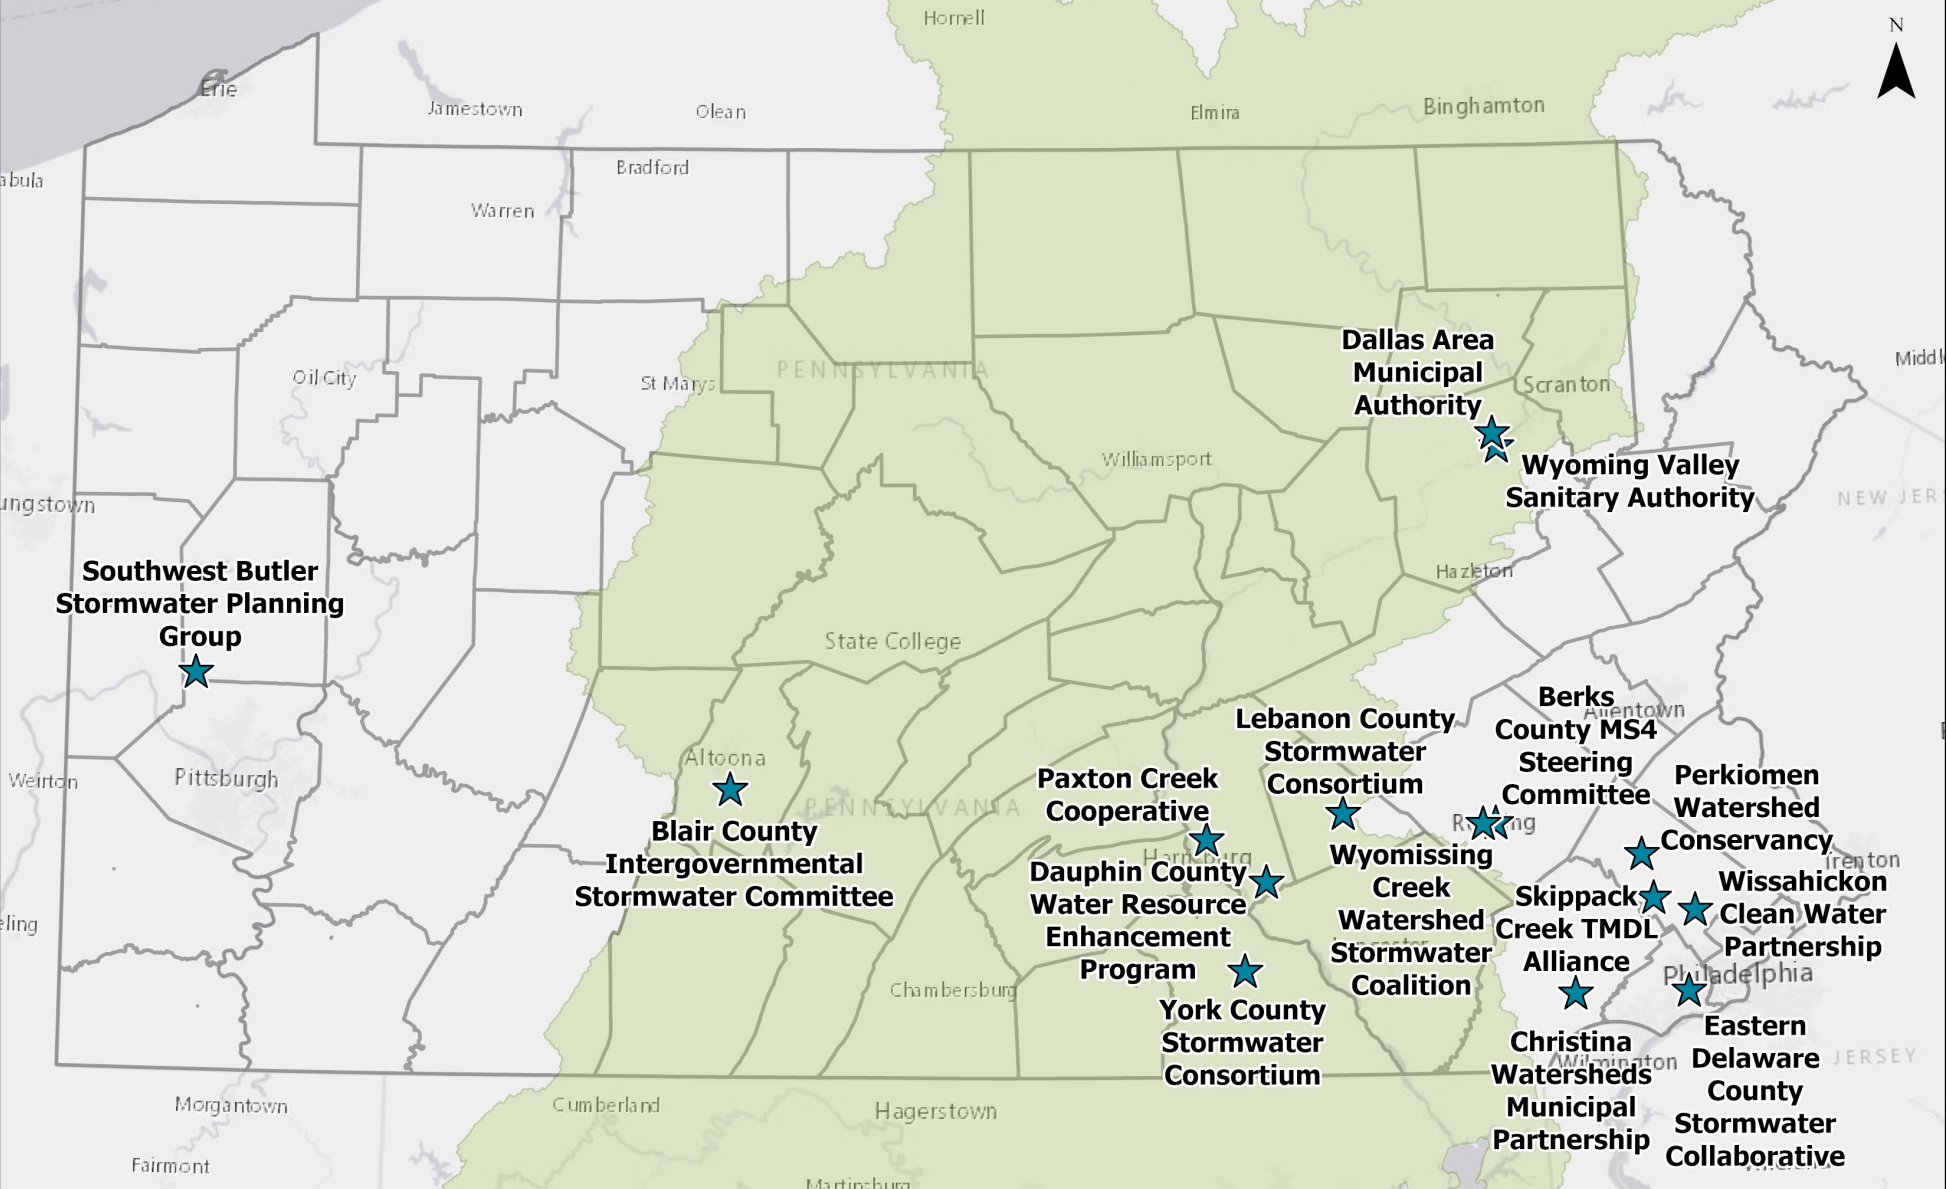 N
Hornell
Erie
Jamestown
Olean
Elmira
Binghamton
Bradford
abula
Warren
Dallas Area
Municipal
Authority
Middl
PENNSYLVANIA
Oil City
St Marys
Scranton
Williamsport
Wyoming Valley
Sanitary Authority
NEW JER
ungstown
Southwest Butler
Stormwater Planning
Group
Hazleton
State College
Berks
County MS4
Steering
Committee
Allentown
Lebanon County
Stormwater
Consortium
Altoona
Weirton
Pittsburgh
Paxton Creek
Cooperative
Perkiomen
Watershed
Conservancy
PENNSYLVANIA
Blair County
Intergovernmental
Stormwater Committee
Harrisburg
Dauphin County
Water Resource
Enhancement
Program
Wyomissing
Creek
Watershed
Stormwater
Coalition
Trenton
Skippack
Creek TMDL
Alliance
Wissahickon
Clean Water
Partnership
eling
Philadelphia
Chambersburg
York County
Stormwater
Consortium
Christina
Watersheds
Municipal
Partnership
Wilmington
Eastern
Delaware
County
Stormwater
Collaborative
JERSEY
Morgantown
Cumberland
Hagerstown
Fairmont
Martinsburg